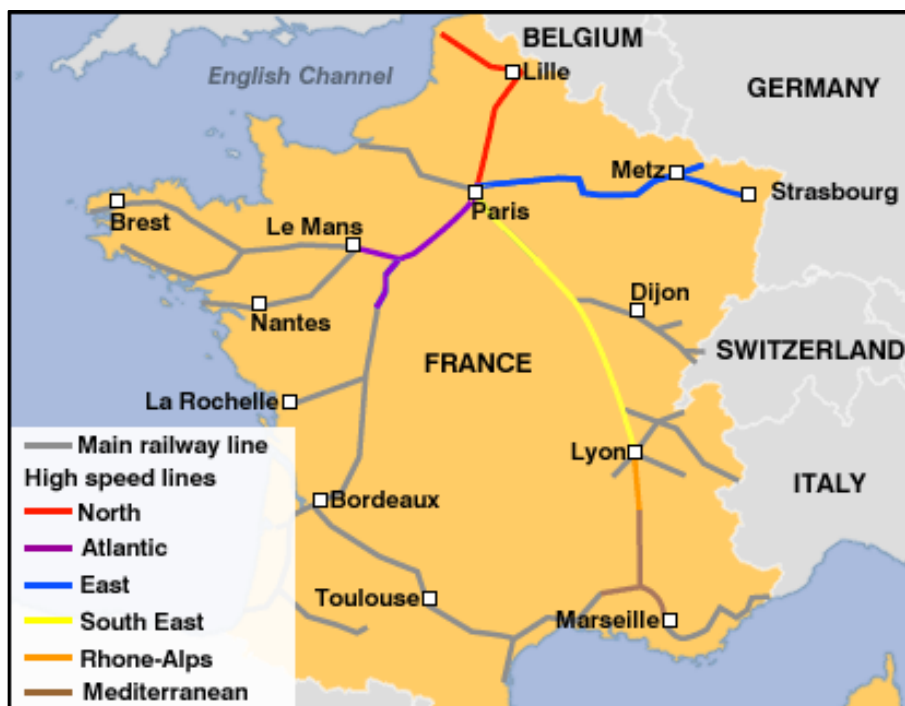 BELGIUM
English Channel
Lille
GERMANY
Metz
Strasbourg
Paris
Brest
Le Mans
Dijon
Nantes
SWITZERLAND
FRANCE
La Rochelle
Main railway line
Lyon
High speed lines
ITALY
Bordeaux
North
Atlantic
East
Toulouse
South East
Marseille
Rhone-Alps
Mediterranean